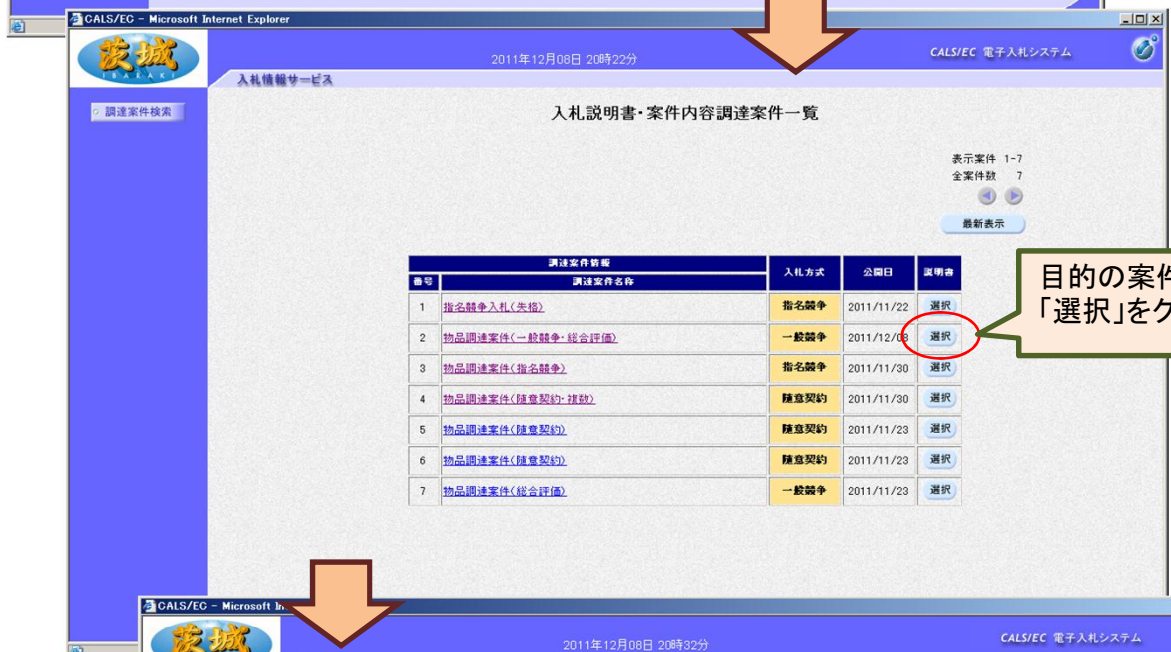 CALS/EC - Microsoft Internet Explorer
茨城
IBARAKI
2011年12月08日 20時22分
CALS/EC 電子入札システム
入札情報サービス
調達案件検索
入札説明書・案件内容調達案件一覧
表示案件 1-7
全案件数 7
最新表示
調達案件情報 入札方式 公開日 説明書
番号 調達案件名称
1 指名競争入札(失格) 指名競争 2011/11/22 選択
2 物品調達案件(一般競争・総合評価) 一般競争 2011/12/08 選択
3 物品調達案件(指名競争) 指名競争 2011/11/30 選択
4 物品調達案件(随意契約・複数) 随意契約 2011/11/30 選択
5 物品調達案件(随意契約) 随意契約 2011/11/23 選択
6 物品調達案件(随意契約) 随意契約 2011/11/23 選択
7 物品調達案件(総合評価) 一般競争 2011/11/23 選択
目的の案件
「選択」をク
CALS/EC - Microsoft In
茨城
2011年12月08日 20時32分
CALS/EC 電子入札システム